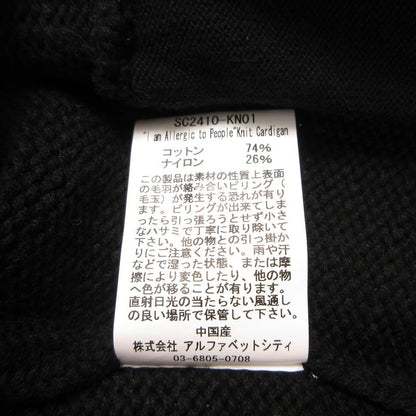 SC2410-KN01
"I am Allergic to People"Knit Cardigan
コットン 74%
ナイロン 26%
この製品は素材の性質上表面
の毛羽が絡み合いピリング(
毛玉)が発生する恐れが有り
ます。ピリングが出来てしま
ったら引っ張ろうとせず小さ
なハサミで丁寧に取り除いて
下さい。他の物との引っ掛か
りにご注意ください。雨や汗
などで湿った状態、または摩
擦により変色したり、他の物
へ色が移ることが有ります。
直射日光の当たらない風通し
の良い場所で保管して下さい。
中国産
株式会社 アルファベットシティ
03-6805-0708